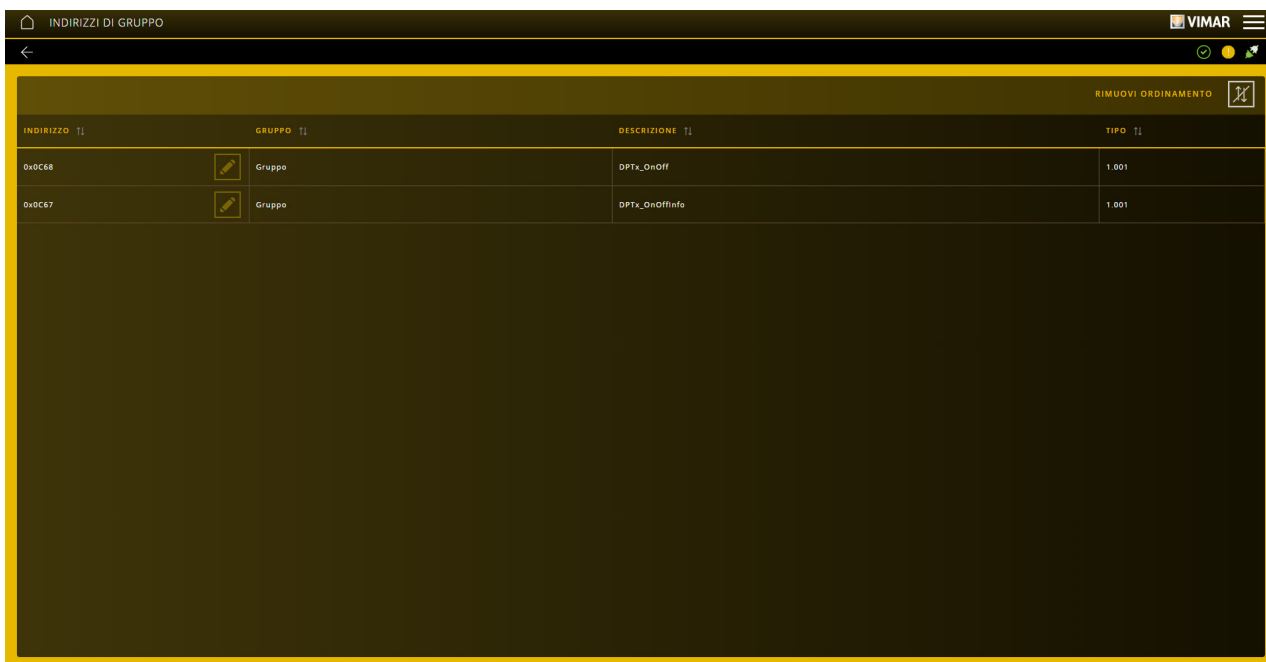 INDIRIZZI DI GRUPPO VIMAR
RIMUOVI ORDINAMENTO
INDIRIZZO GRUPPO DESCRIZIONE TIPO
0x0C68 Gruppo DPTx_OnOff 1.001
0x0C67 Gruppo DPTx_OnOffInfo 1.001